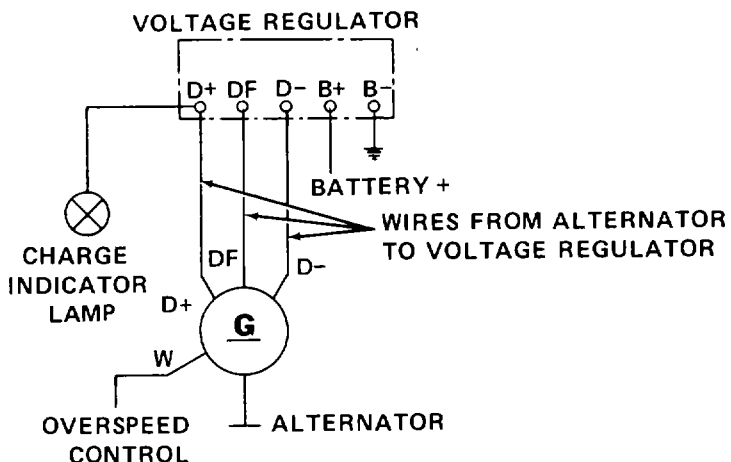 VOLTAGE REGULATOR
D+ DF D- B+ B-
BATTERY +
WIRES FROM ALTERNATOR
TO VOLTAGE REGULATOR
CHARGE
INDICATOR
LAMP
DF
D-
D+
G
W
OVERSPEED
CONTROL
ALTERNATOR